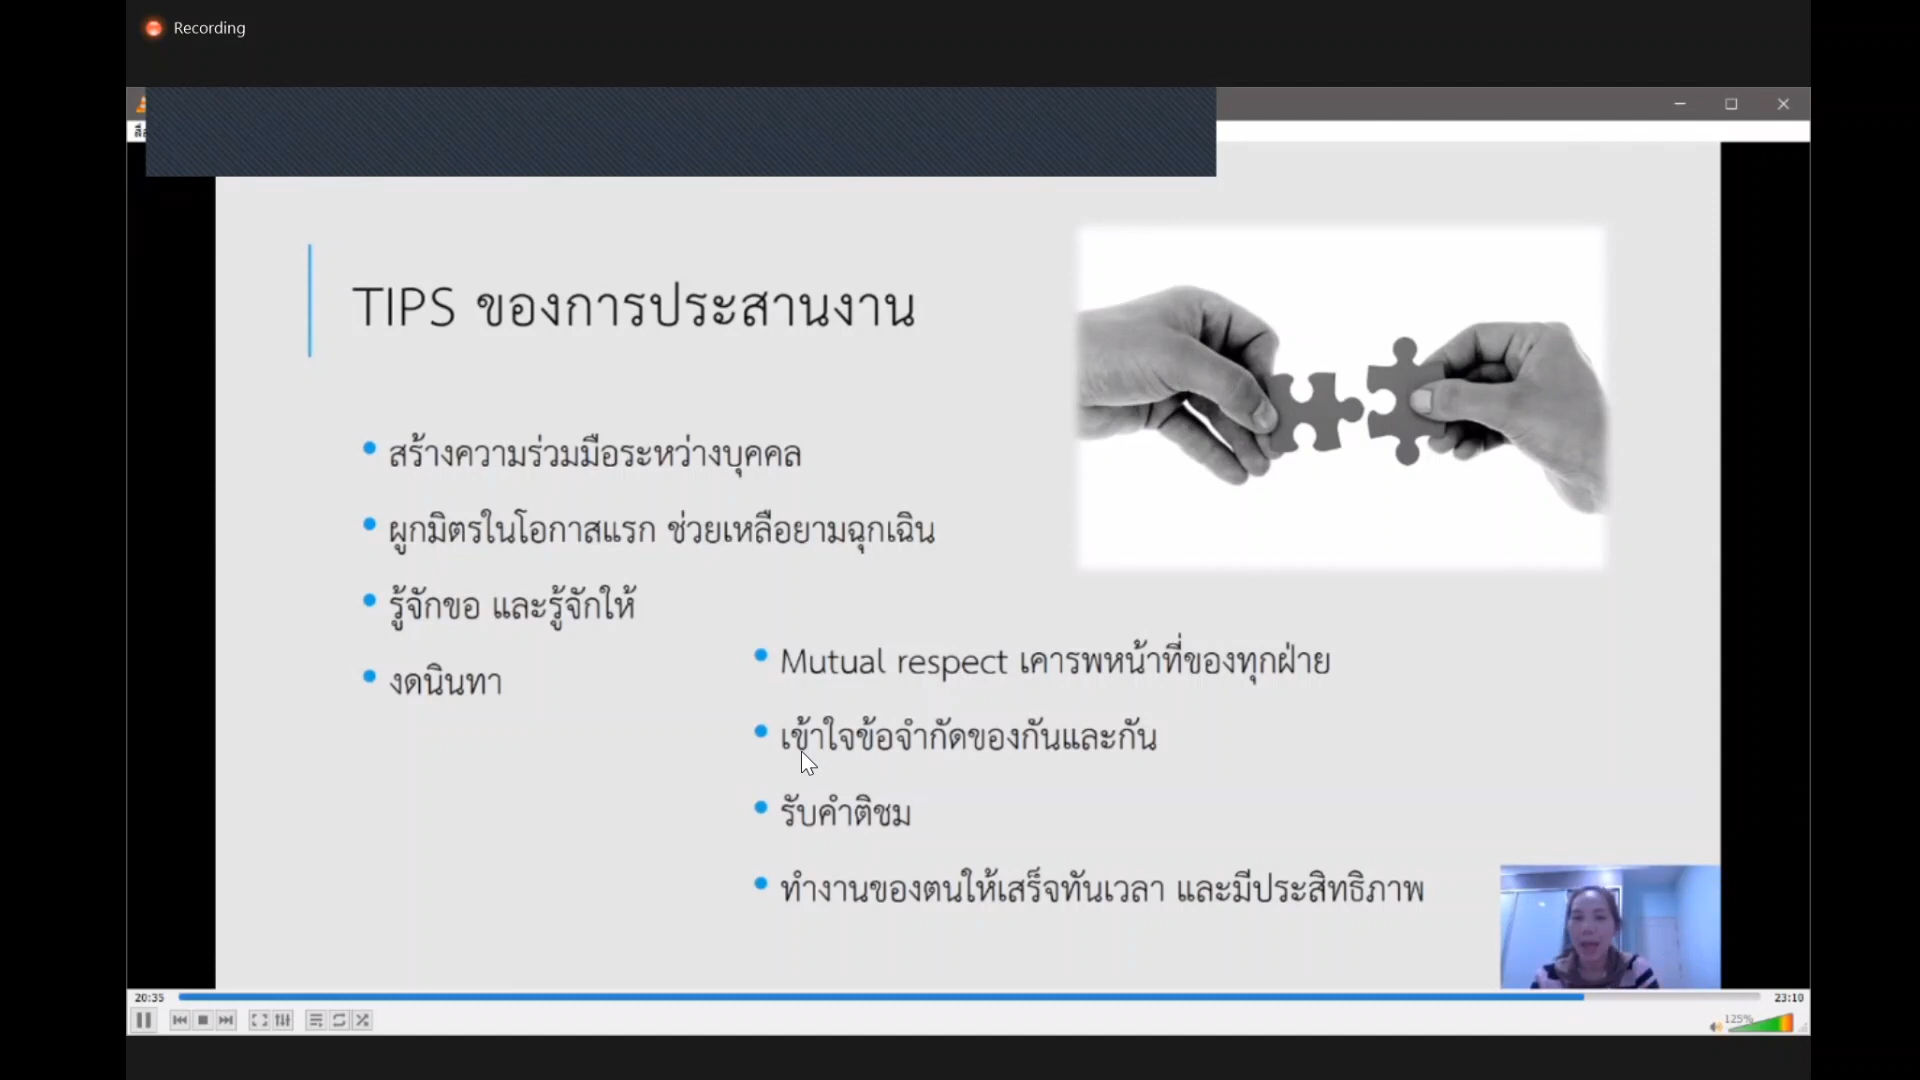 Recording
TIPS ของการประสานงาน
สร้างความร่วมมือระหว่างบุคคล
ผูกมิตรในโอกาสแรก ช่วยเหลือยามฉุกเฉิน
รู้จักขอ และรู้จักให้
งดนินทา
Mutual respect เคารพหน้าที่ของทุกฝ่าย
เข้าใจข้อจำกัดของกันและกัน
รับคำติชม
ทำงานของตนให้เสร็จทันเวลา และมีประสิทธิภาพ
20:35
23:10
125%